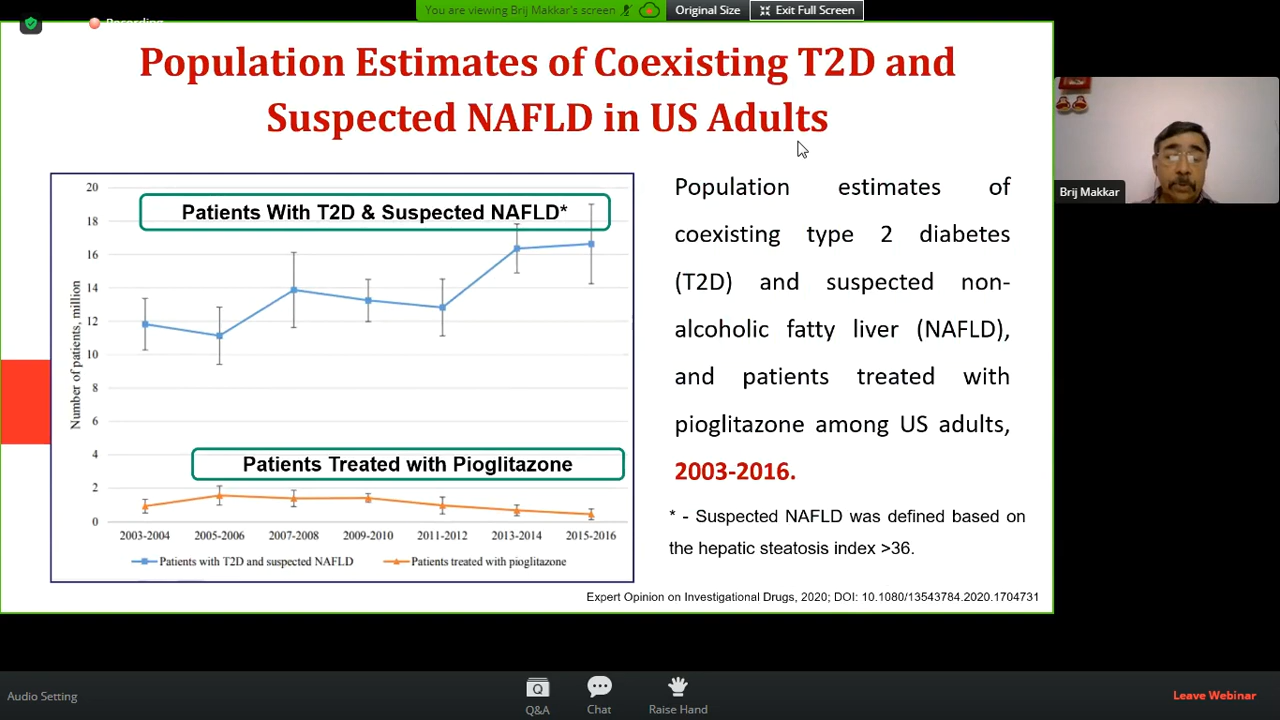 You are viewing Brij Makkar's screen
Original Size
Exit Full Screen
Recording
Population Estimates of Coexisting T2D and
Suspected NAFLD in US Adults
Brij Makkar
20
18
16
14
12
10
8
6
4
2
0
Number of patients, million
Patients With T2D & Suspected NAFLD*
Patients Treated with Pioglitazone
2003-2004
2005-2006
2007-2008
2009-2010
2011-2012
2013-2014
2015-2016
Patients with T2D and suspected NAFLD
Patients treated with pioglitazone
Population estimates of
coexisting type 2 diabetes
(T2D) and suspected non-
alcoholic fatty liver (NAFLD),
and patients treated with
pioglitazone among US adults,
2003-2016.
* - Suspected NAFLD was defined based on
the hepatic steatosis index >36.
Expert Opinion on Investigational Drugs, 2020; DOI: 10.1080/13543784.2020.1704731
Audio Setting
Q&A
Chat
Raise Hand
Leave Webinar